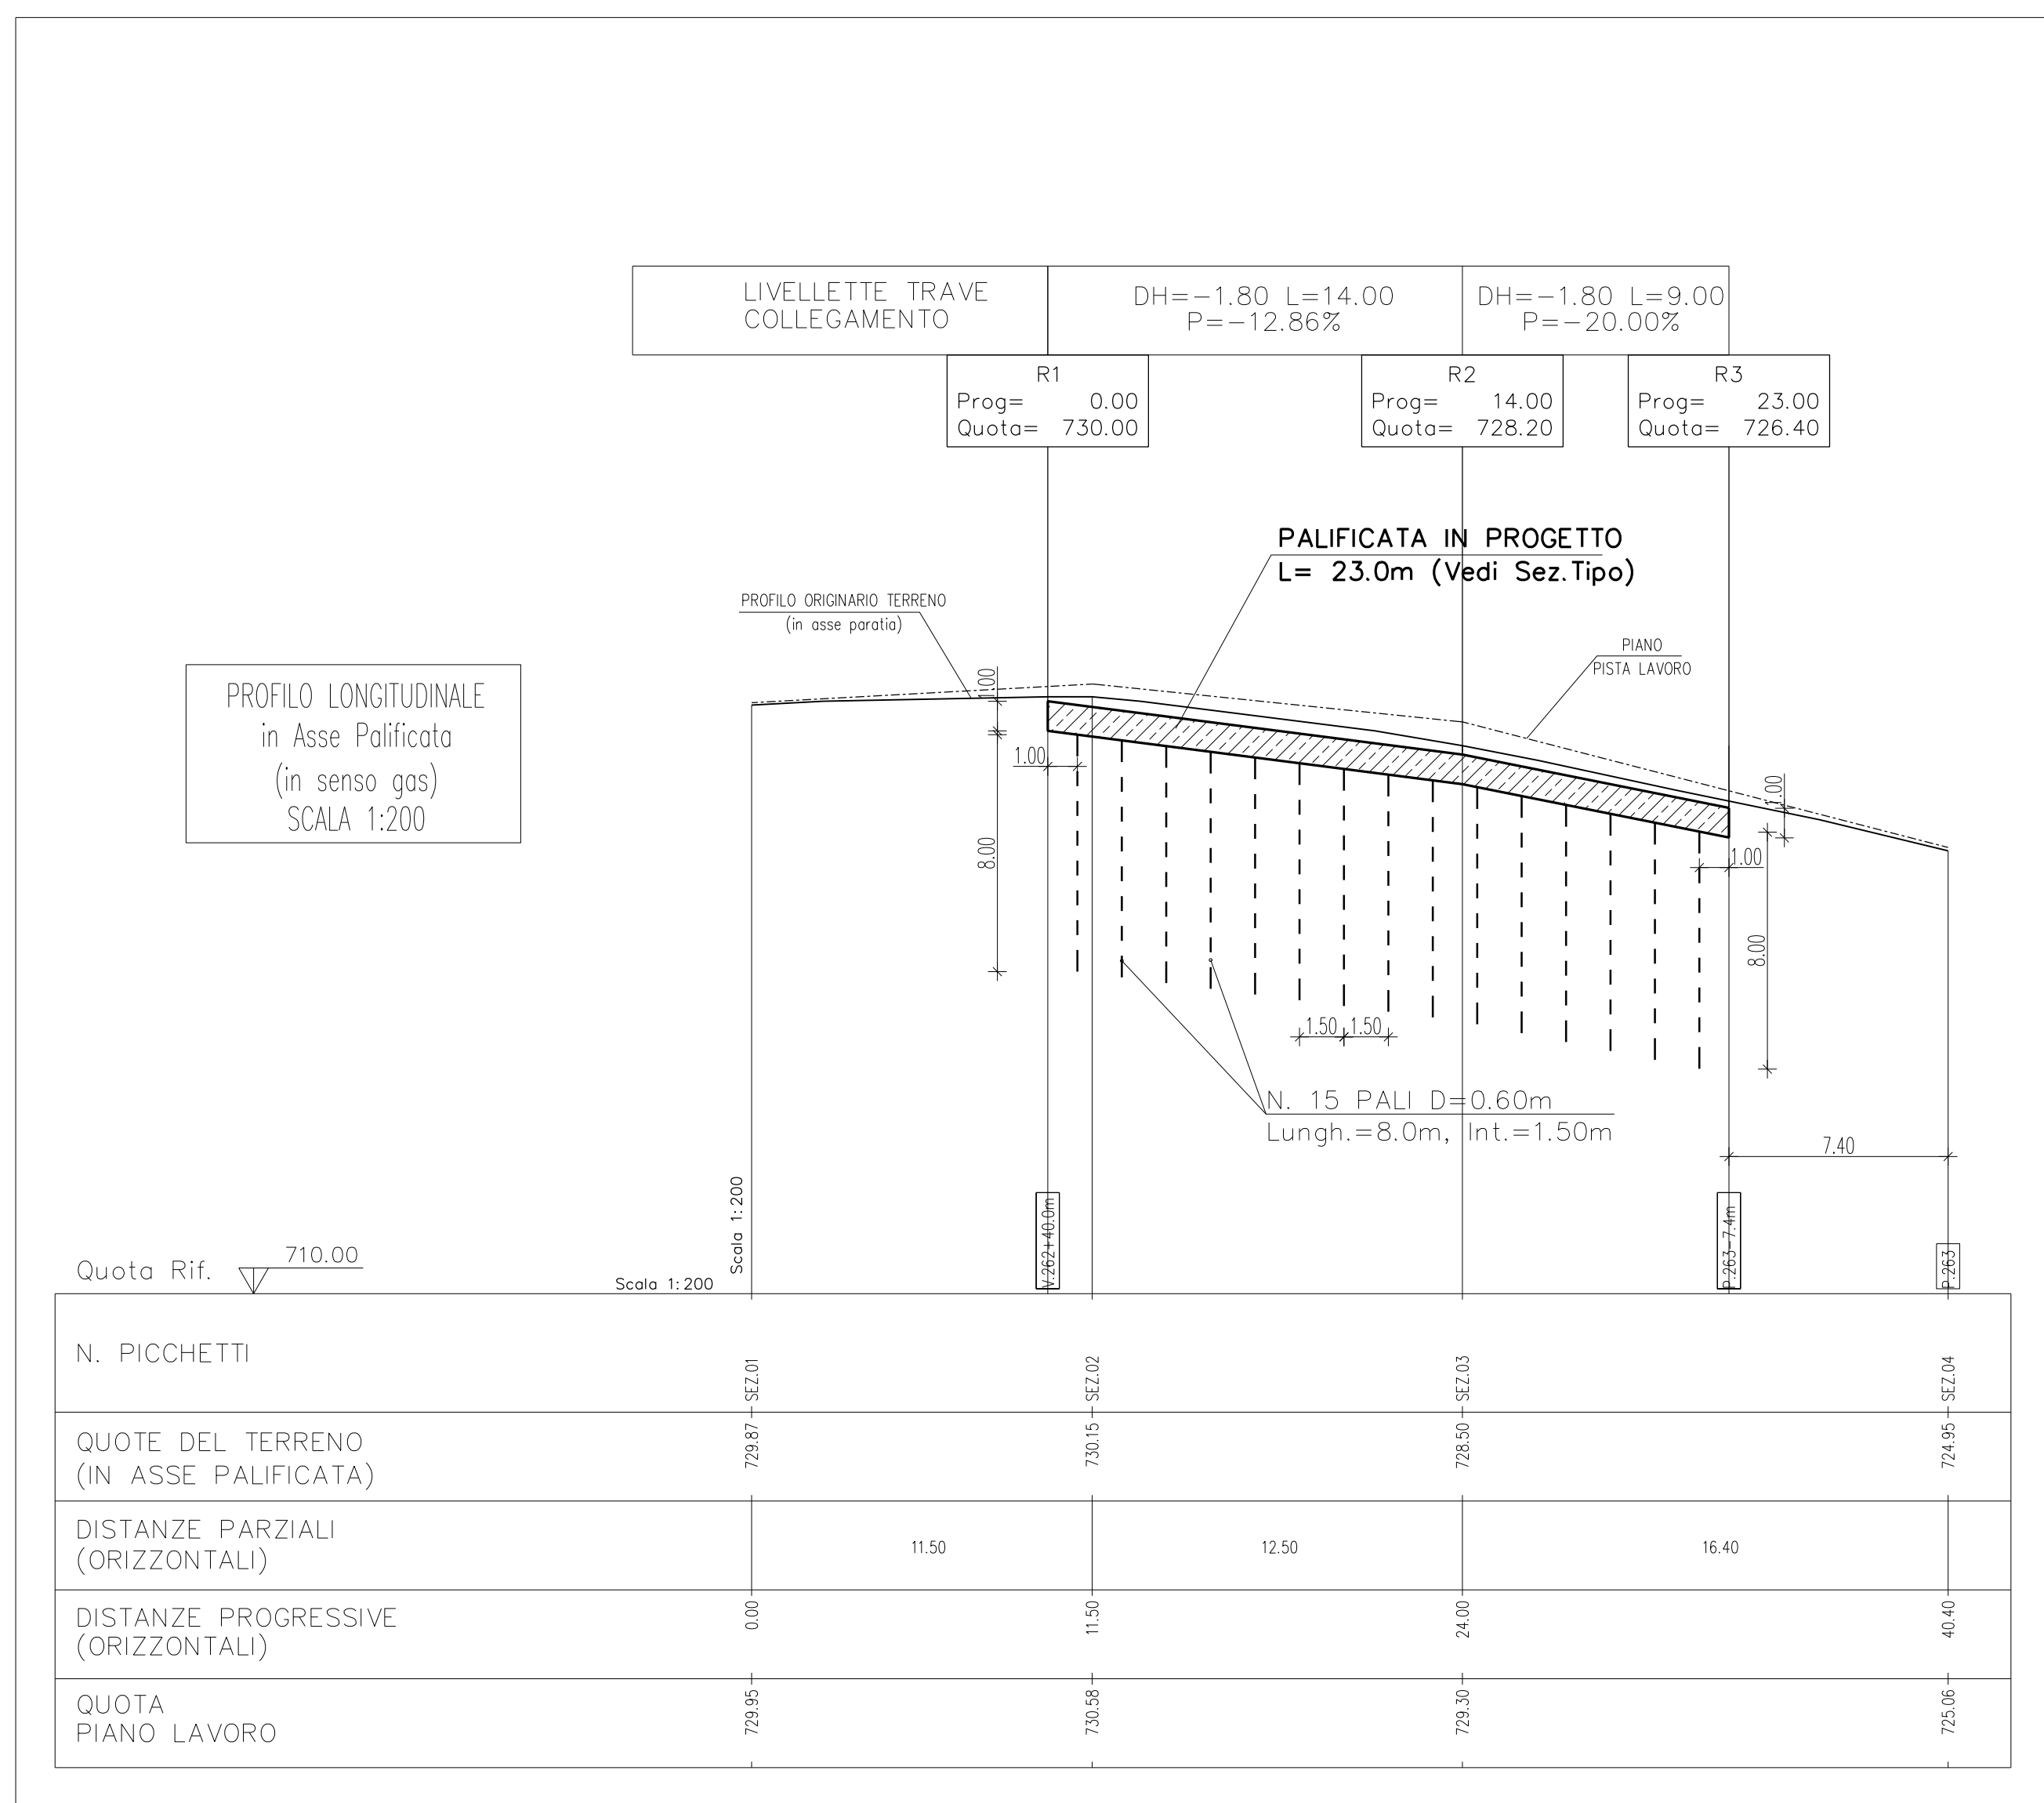 LIVELLETTE TRAVE
COLLEGAMENTO
DH=-1.80 L=14.00
P=-12.86%
DH=-1.80 L=9.00
P=-20.00%
R1
Prog= 0.00
Quota= 730.00
R2
Prog= 14.00
Quota= 728.20
R3
Prog= 23.00
Quota= 726.40
PALIFICATA IN PROGETTO
L= 23.0m (Vedi Sez.Tipo)
PROFILO ORIGINARIO TERRENO
(in asse paratia)
PIANO
PISTA LAVORO
PROFILO LONGITUDINALE
in Asse Palificata
(in senso gas)
SCALA 1:200
1.00
1.00
8.00
1.00
1.00
8.00
1.50
1.50
N. 15 PALI D=0.60m
Lungh.=8.0m, Int.=1.50m
7.40
Scala 1:200
Scala 1:200
V.262+40.0m
P.263-7.4m
P.263
Quota Rif.
710.00
N. PICCHETTI
SEZ.01
SEZ.02
SEZ.03
SEZ.04
QUOTE DEL TERRENO
(IN ASSE PALIFICATA)
729.87
730.15
728.50
724.95
DISTANZE PARZIALI
(ORIZZONTALI)
11.50
12.50
16.40
DISTANZE PROGRESSIVE
(ORIZZONTALI)
0.00
11.50
24.00
40.40
QUOTA
PIANO LAVORO
729.95
730.58
729.30
725.06